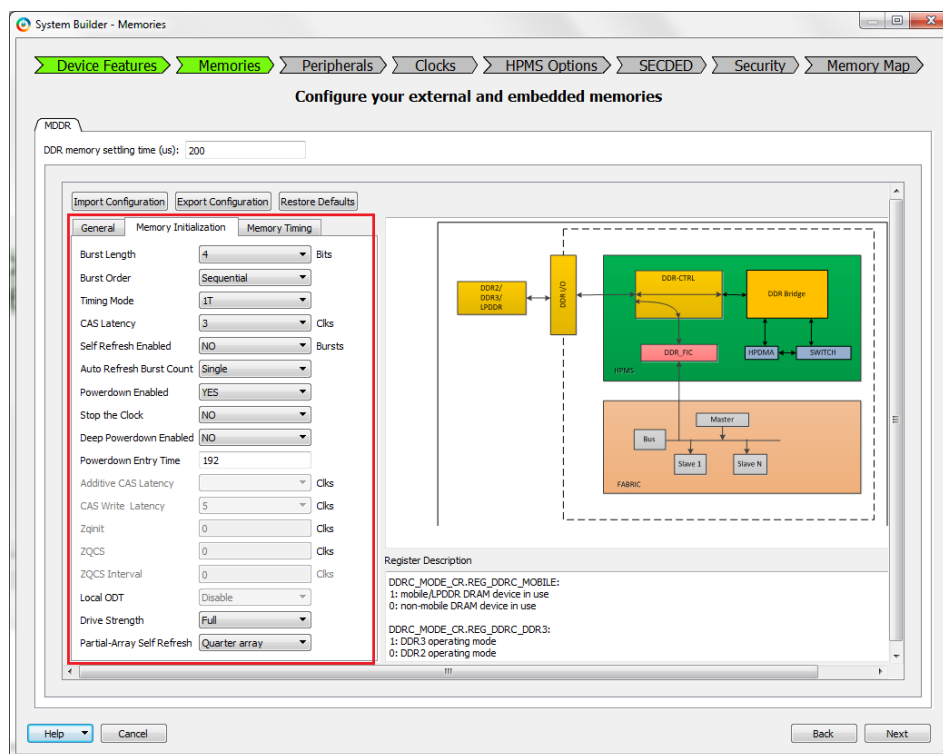 System Builder - Memories
Device Features
Memories
Peripherals
Clocks
HPMS Options
SECDED
Security
Memory Map
Configure your external and embedded memories
MDDR
DDR memory settling time (us): 200
Import Configuration
Export Configuration
Restore Defaults
General
Memory Initialization
Memory Timing
Burst Length 4 Bits
Burst Order Sequential
Timing Mode 1T
CAS Latency 3 Clks
Self Refresh Enabled NO Bursts
Auto Refresh Burst Count Single
Powerdown Enabled YES
Stop the Clock NO
Deep Powerdown Enabled NO
Powerdown Entry Time 192
Additive CAS Latency Clks
CAS Write Latency 5 Clks
Zqinit 0 Clks
ZQCS 0 Clks
ZQCS Interval 0 Clks
Local ODT Disable
Drive Strength Full
Partial-Array Self Refresh Quarter array
DDR2/
DDR3/
LPDDR
DDR I/O
DDR-CTRL
DDR Bridge
DDR_FIC
HPDMA
SWITCH
HPMS
Master
Bus
Slave 1
Slave N
FABRIC
Register Description
DDRC_MODE_CR.REG_DDRC_MOBILE:
1: mobile/LPDDR DRAM device in use
0: non-mobile DRAM device in use
DDRC_MODE_CR.REG_DDRC_DDR3:
1: DDR3 operating mode
0: DDR2 operating mode
Help
Cancel
Back
Next